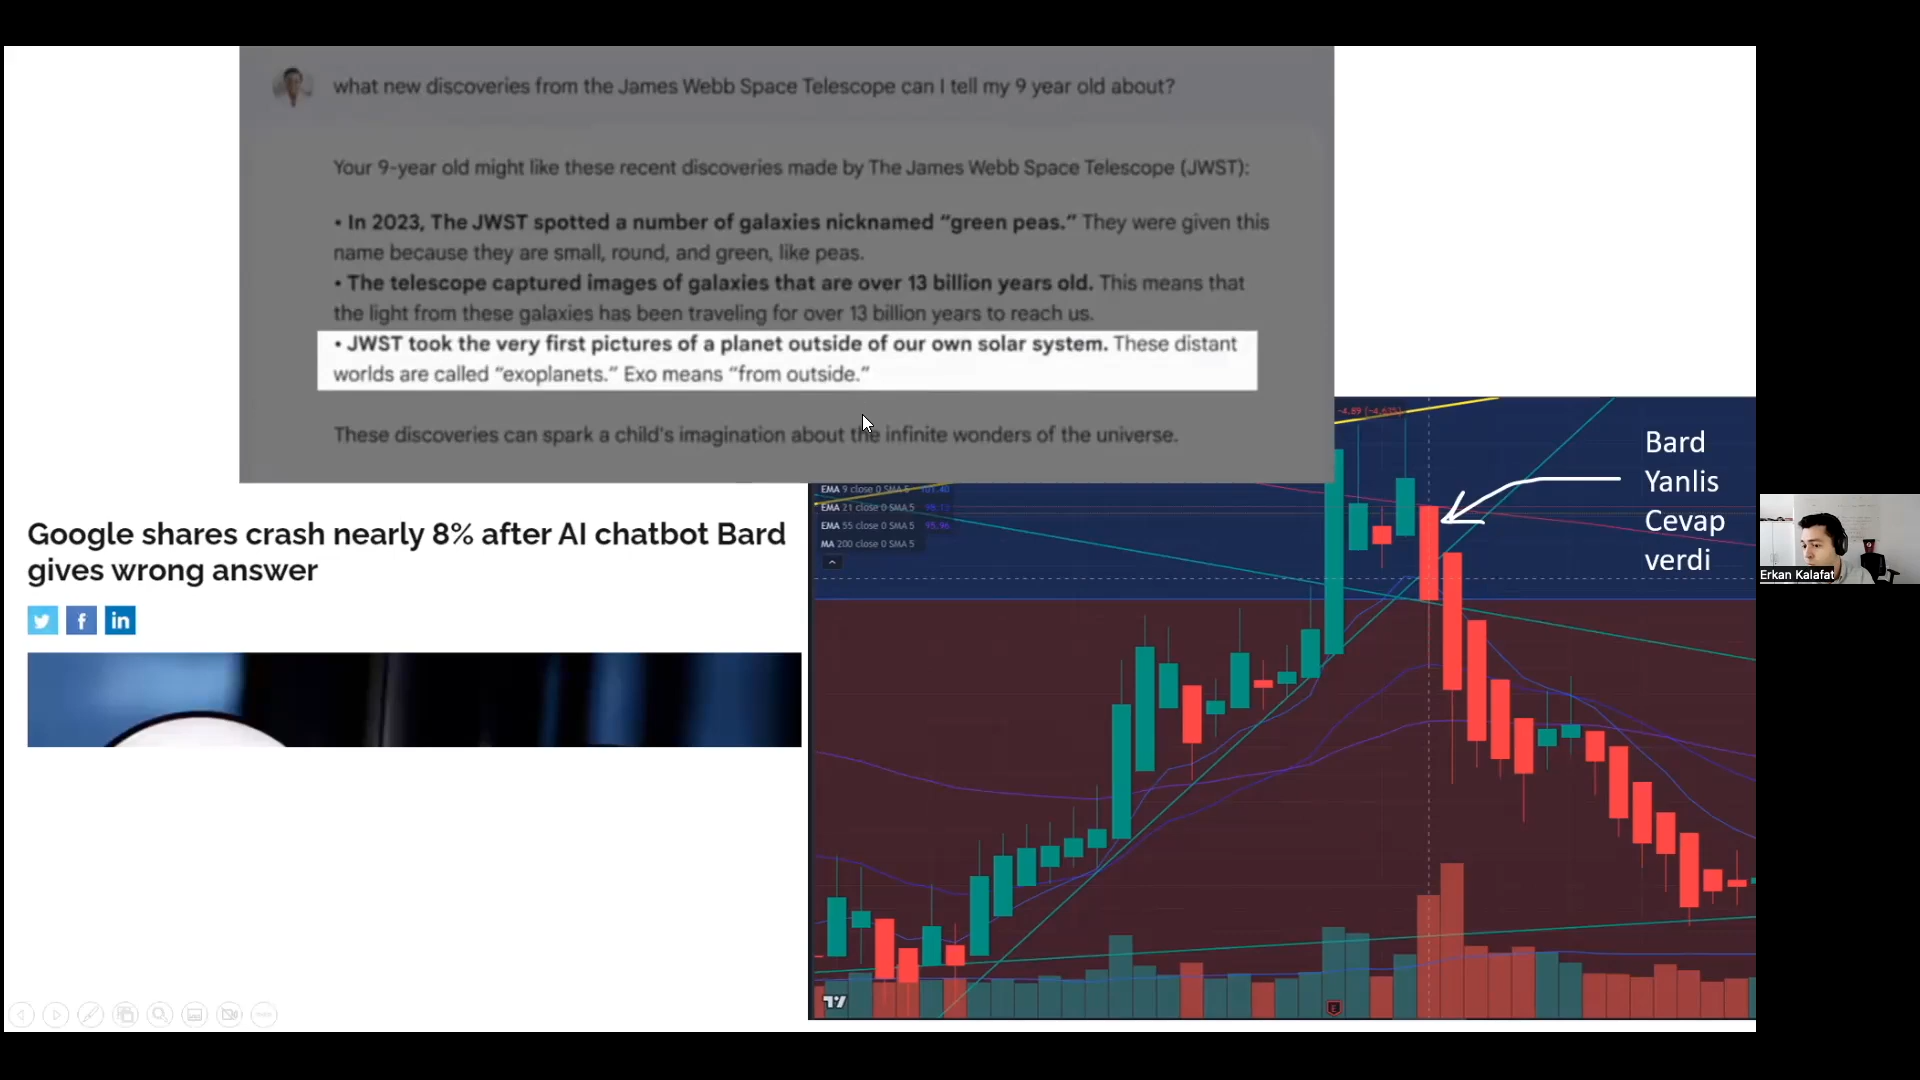 what new discoveries from the James Webb Space Telescope can I tell my 9 year old about?
Your 9-year old might like these recent discoveries made by The James Webb Space Telescope (JWST):
• In 2023, The JWST spotted a number of galaxies nicknamed “green peas.” They were given this
name because they are small, round, and green, like peas.
• The telescope captured images of galaxies that are over 13 billion years old. This means that
the light from these galaxies has been traveling for over 13 billion years to reach us.
• JWST took the very first pictures of a planet outside of our own solar system. These distant
worlds are called “exoplanets.” Exo means “from outside.”
These discoveries can spark a child's imagination about the infinite wonders of the universe.
Google shares crash nearly 8% after AI chatbot Bard
gives wrong answer
f
in
EMA 9 close 0 SMA 5 101.40
EMA 21 close 0 SMA 5 98.13
EMA 55 close 0 SMA 5 95.96
MA 200 close 0 SMA 5
Bard
Yanlis
Cevap
verdi
E
Erkan Kalafat